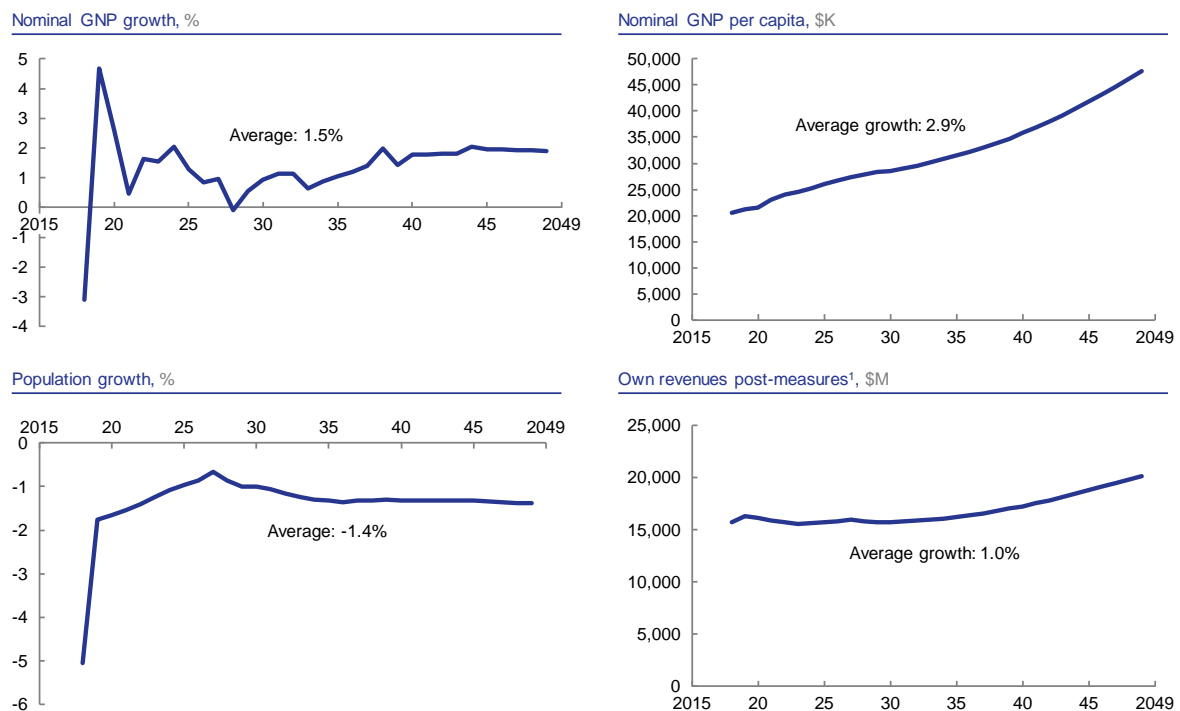 Nominal GNP growth, %
5
4
3
2
1
0
-1
-2
-3
-4
2015 20 25 30 35 40 45 2049
Average: 1.5%
Nominal GNP per capita, $K
50,000
45,000
40,000
35,000
30,000
25,000
20,000
15,000
10,000
5,000
0
2015 20 25 30 35 40 45 2049
Average growth: 2.9%
Population growth, %
2015 20 25 30 35 40 45 2049
0
-1
-2
-3
-4
-5
-6
Average: -1.4%
Own revenues post-measures¹, $M
25,000
20,000
15,000
10,000
5,000
0
2015 20 25 30 35 40 45 2049
Average growth: 1.0%